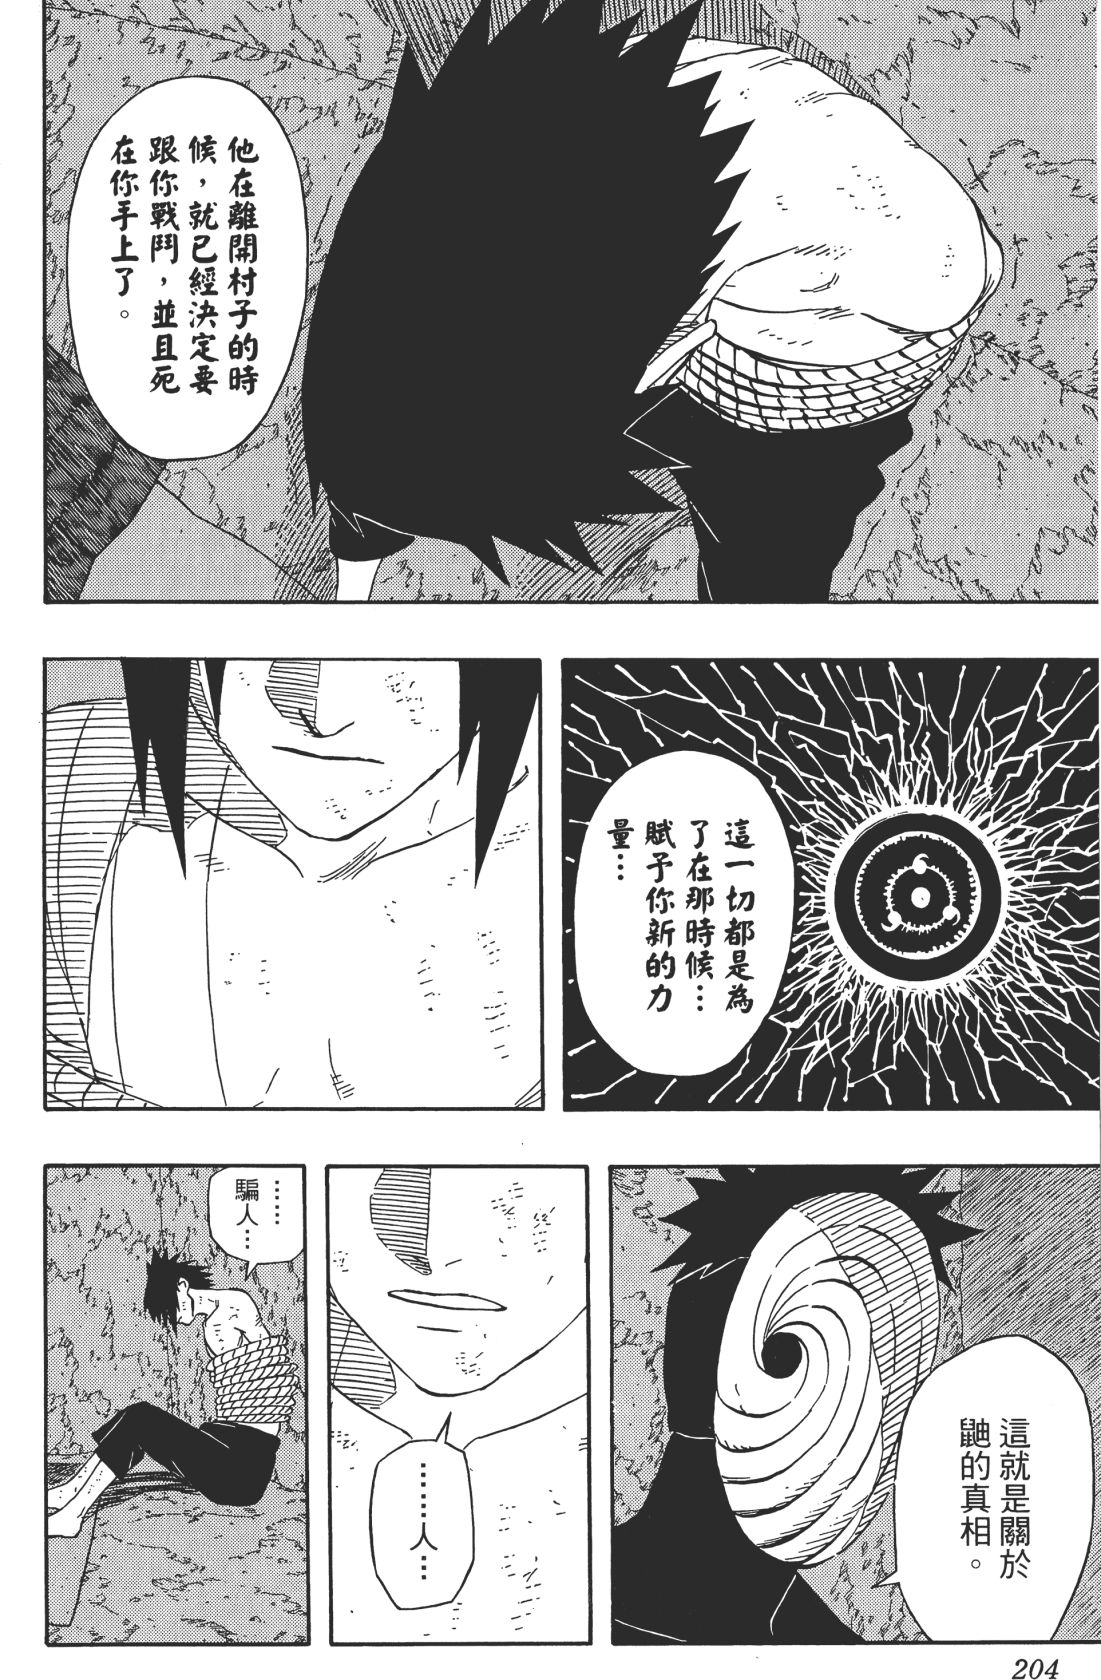 他在離開村子的時
候，就已經決定要
跟你戰鬥，並且死
在你手上了。
這一切都是為
了在那時候…
賦予你新的力
量…
這就是關於
鼬的真相。
……人…
……
騙人…
204